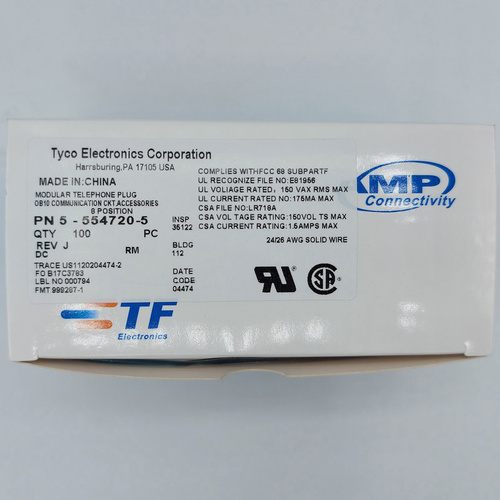 Tyco Electronics Corporation
Harrsburing,PA 17105 USA
MADE IN:CHINA
MODULAR TELEPHONE PLUG
OB10 COMMUNICATION CKT.ACCESSORIES
8 POSITION
PN 5 - 554720-5
QTY 100 PC
REV J
DC RM
TRACE US1120204474-2
FO B17C3783
LBL NO 000794
FMT 999287-1
INSP
35122
BLDG
112
DATE
CODE
04474
COMPLIES WITHFCC 68 SUBPARTF
UL RECOGNIZE FILE NO:E81956
UL VOLIAGE RATED: 150 VAX RMS MAX
UL CURRENT RATED NO:175MA MAX
CSA FILE NO/LR718A
CSA VOL TAGE RATING:150VOL TS MAX
CSA CURRENT RATING:1.5AMPS MAX
24/26 AWG SOLID WIRE
MP
Connectivity
TF
Electronics